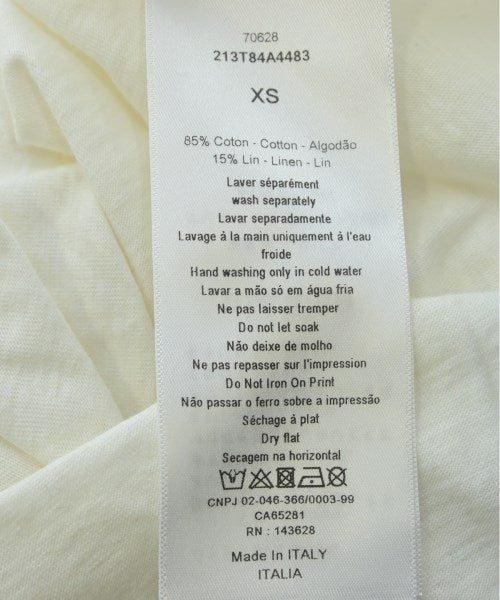 70628
213T84A4483
XS
85% Coton - Cotton - Algodão
15% Lin - Linen - Lin
Laver séparément
wash separately
Lavar separadamente
Lavage à la main uniquement à l'eau
froide
Hand washing only in cold water
Lavar a mão só em água fria
Ne pas laisser tremper
Do not let soak
Não deixe de molho
Ne pas repasser sur l'impression
Do Not Iron On Print
Não passar o ferro sobre a impressão
Séchage à plat
Dry flat
Secagem na horizontal
CNPJ 02-046-366/0003-99
CA65281
RN : 143628
Made in ITALY
ITALIA